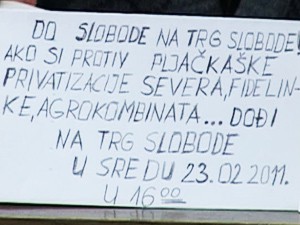 DO SLOBODE NA TRG SLOBODE!
AKO SI PROTIV PLJAČKAŠKE
PRIVATIZACIJE SEVERA, FIDELIN-
KE, AGROKOMBINATA... DOĐI
NA TRG SLOBODE
U SREDU 23.02.2011.
U 16⁰⁰